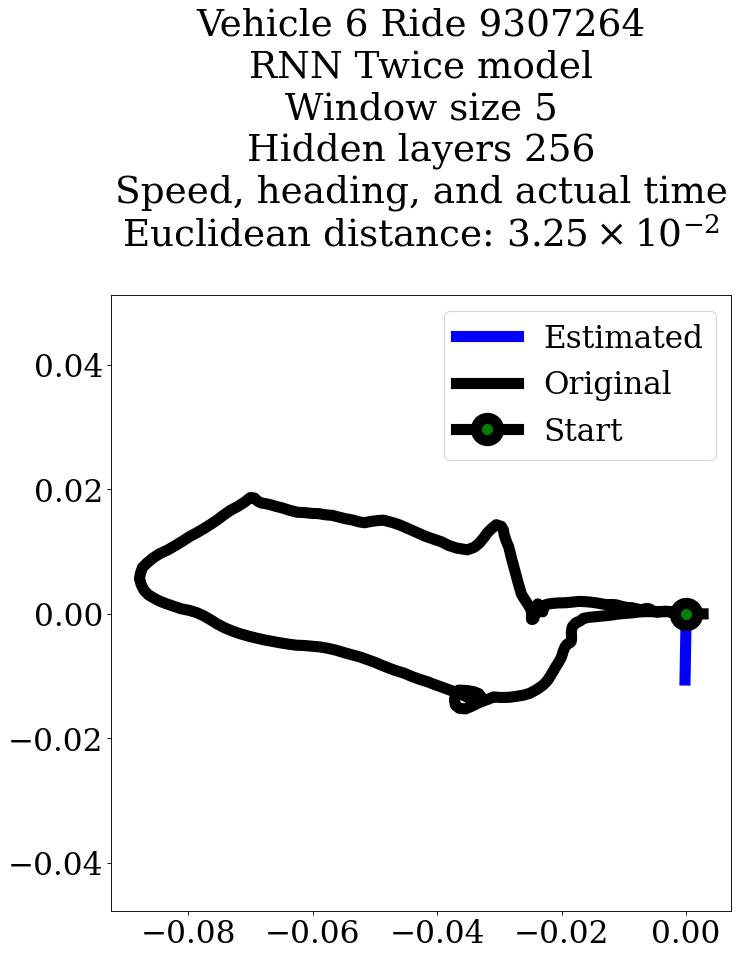 Vehicle 6 Ride 9307264
RNN Twice model
Window size 5
Hidden layers 256
Speed, heading, and actual time
Euclidean distance: 3.25 × 10⁻²
Estimated
Original
Start
0.04
0.02
0.00
−0.02
−0.04
−0.08 −0.06 −0.04 −0.02 0.00